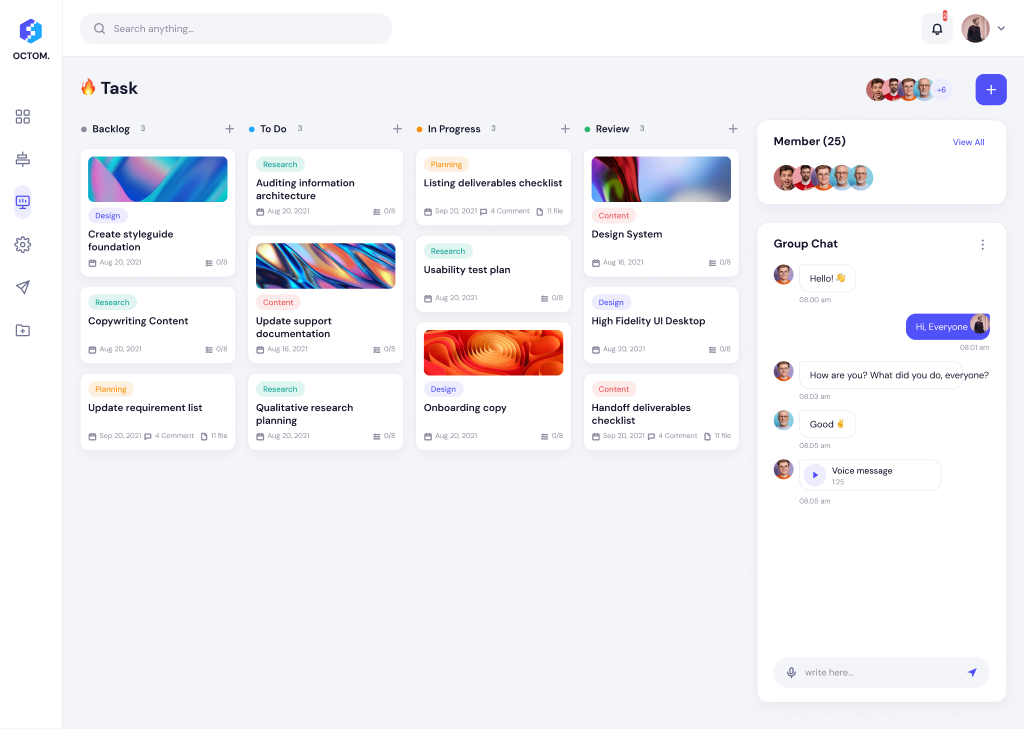 OCTOM.
Search anything...
2
🔥 Task
+6
Backlog 3
Design
Create styleguide
foundation
Aug 20, 2021 0/8
Research
Copywriting Content
Aug 20, 2021 0/8
Planning
Update requirement list
Sep 20, 2021 4 Comment 11 file
To Do 3
Research
Auditing information
architecture
Aug 20, 2021 0/8
Content
Update support
documentation
Aug 16, 2021 0/8
Research
Qualitative research
planning
Aug 20, 2021 0/8
In Progress 3
Planning
Listing deliverables checklist
Sep 20, 2021 4 Comment 11 file
Research
Usability test plan
Aug 20, 2021 0/8
Design
Onboarding copy
Aug 20, 2021 0/8
Review 3
Content
Design System
Aug 16, 2021 0/8
Design
High Fidelity UI Desktop
Aug 20, 2021 0/8
Content
Handoff deliverables
checklist
Sep 20, 2021 4 Comment 11 file
Member (25) View All
Group Chat
Hello! 👋
08.00 am
Hi, Everyone
08.01 am
How are you? What did you do, everyone?
08.03 am
Good ✌️
08.05 am
Voice message
1:25
08.05 am
write here...